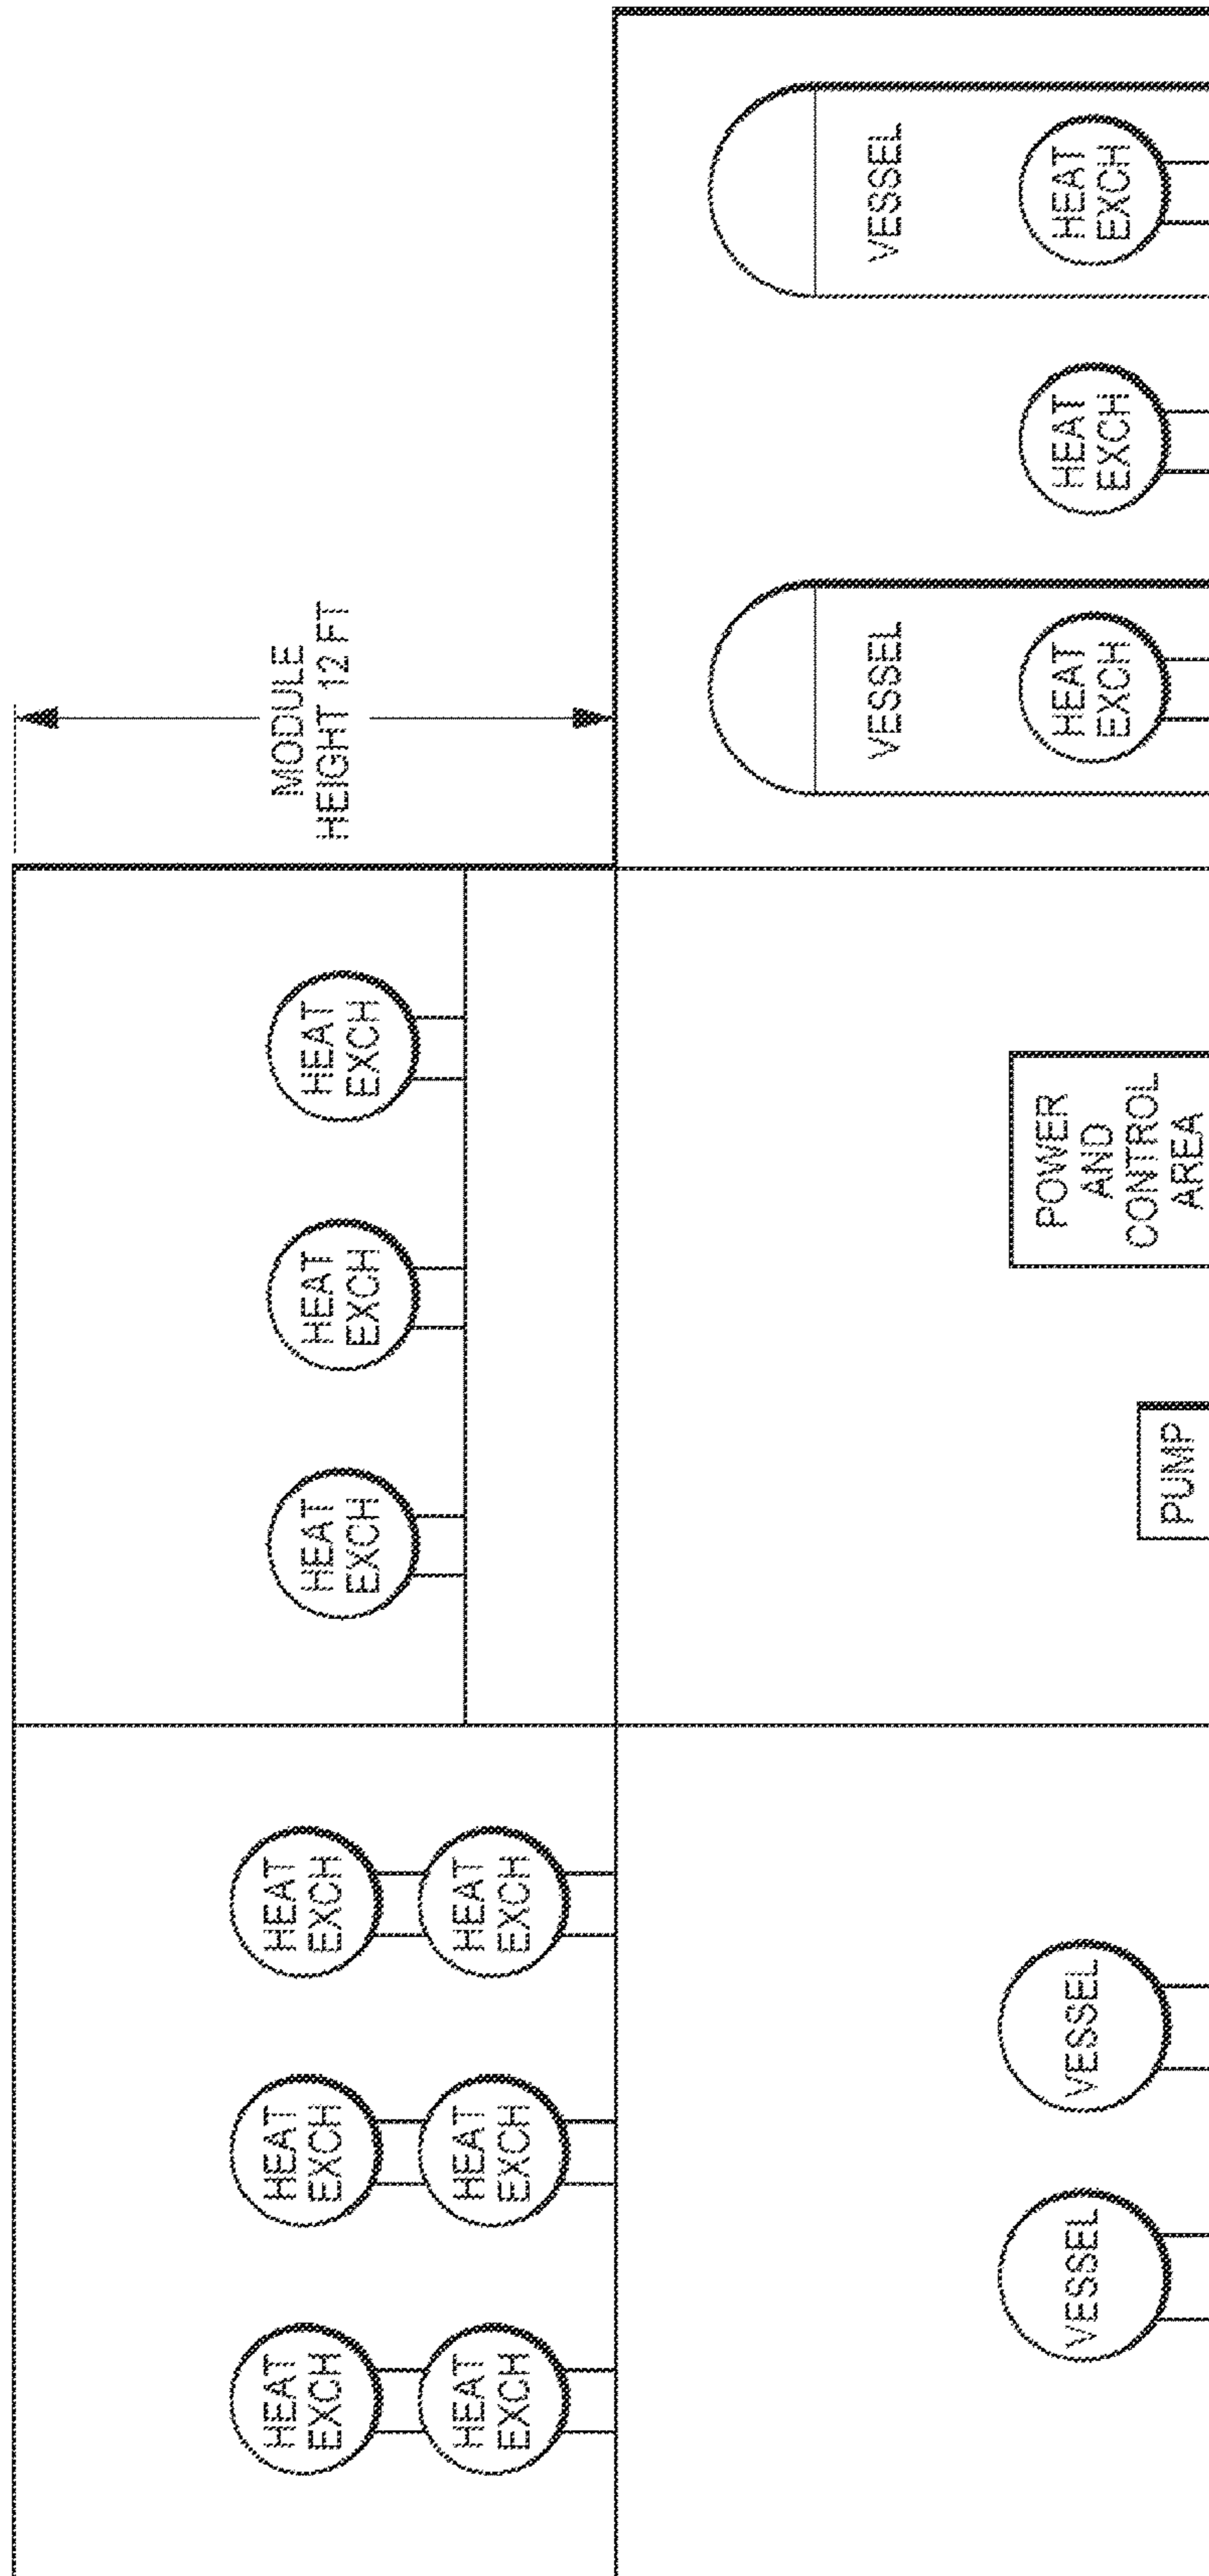 MODULE
HEIGHT 12 FT
HEAT
EXCH
HEAT
EXCH
HEAT
EXCH
HEAT
EXCH
HEAT
EXCH
HEAT
EXCH
HEAT
EXCH
HEAT
EXCH
HEAT
EXCH
VESSEL
VESSEL
HEAT
EXCH
HEAT
EXCH
HEAT
EXCH
POWER
AND
CONTROL
AREA
PUMP
VESSEL
VESSEL